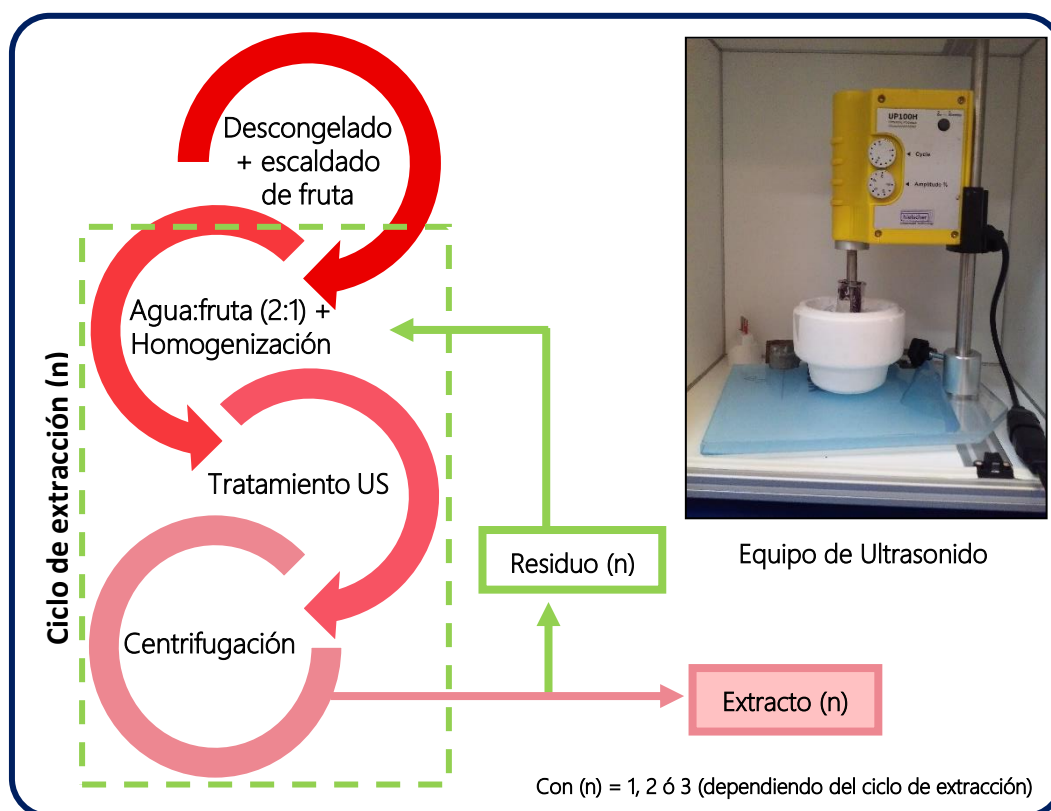 Descongelado
+ escaldado
de fruta
Agua:fruta (2:1) +
Homogenización
Tratamiento US
Centrifugación
Ciclo de extracción (n)
Residuo (n)
Extracto (n)
UP100H
Cycle
Amplitude %
Equipo de Ultrasonido
Con (n) = 1, 2 ó 3 (dependiendo del ciclo de extracción)